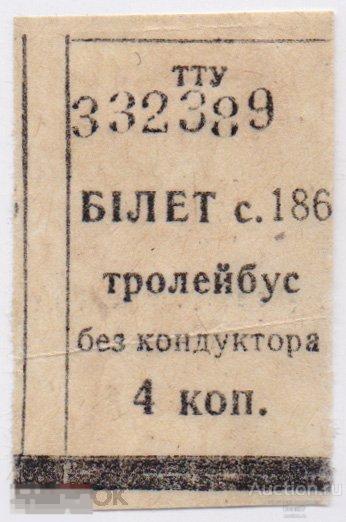 ТТУ
332389
БІЛЕТ с. 186
тролейбус
без кондуктора
4 коп.
Auction.ru